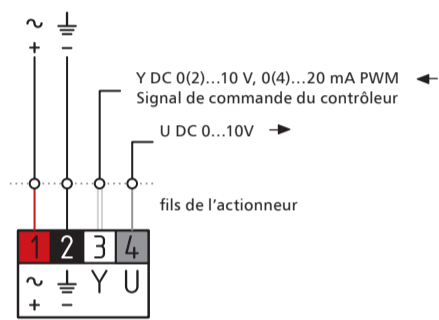 ~ ⏚
+ −
Y DC 0(2)...10 V, 0(4)...20 mA PWM ←
Signal de commande du contrôleur
U DC 0...10V →
fils de l'actionneur
1 2 3 4
~ ⏚ Y U
+ −